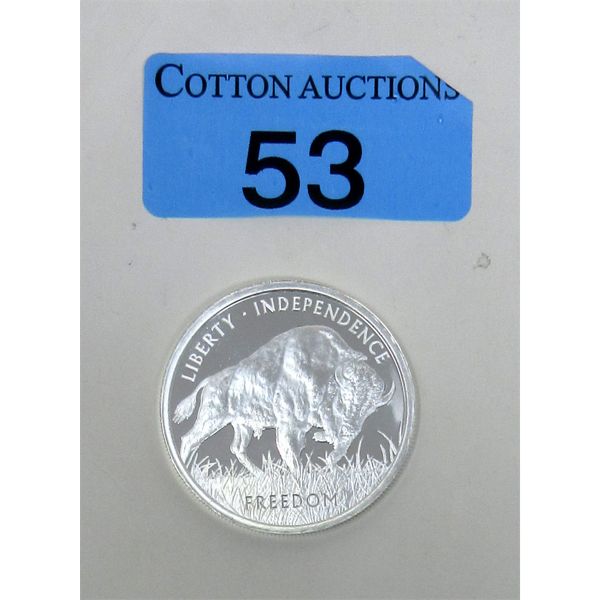 COTTON AUCTIONS
53
LIBERTY · INDEPENDENCE
FREEDOM